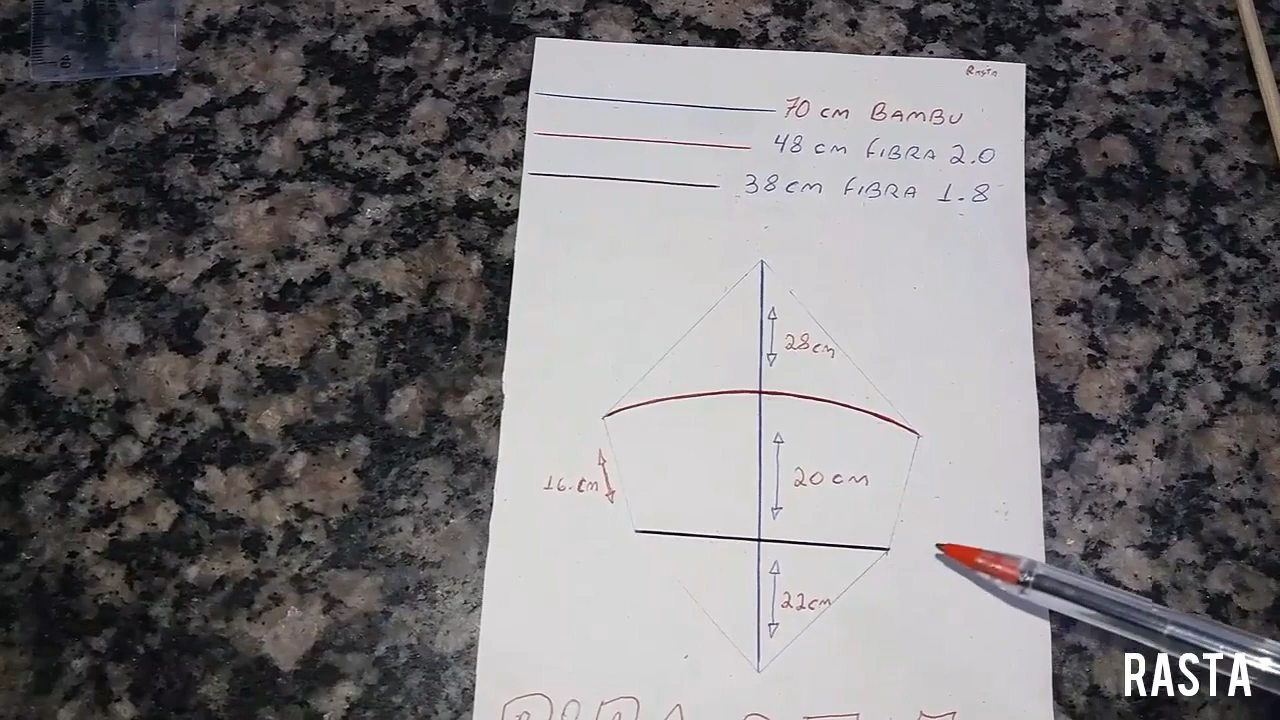 Rasta
70 cm BAMBU
48 cm FIBRA 2.0
38 cm FIBRA 1.8
28cm
16.cm
20 cm
22cm
RASTA